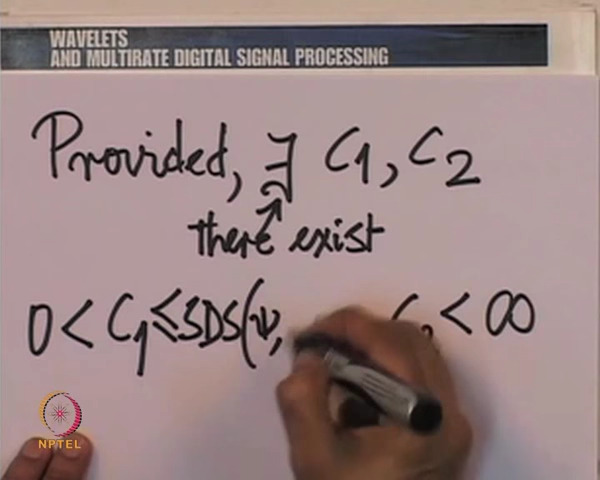 WAVELETS
AND MULTIRATE DIGITAL SIGNAL PROCESSING
Provided, ∃ C1, C2
there exist
0 < C1 ≤ SDS(ψ, < ∞
NPTEL